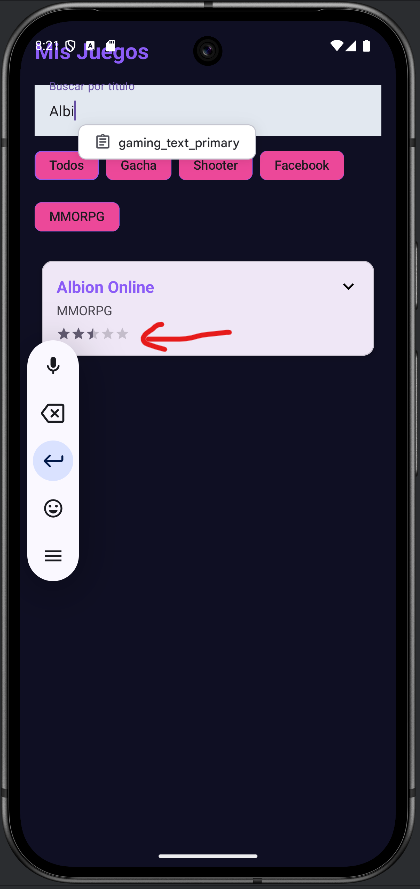 8:21
Mis Juegos
Buscar por título
Albi
gaming_text_primary
Todos Gacha Shooter Facebook
MMORPG
Albion Online
MMORPG